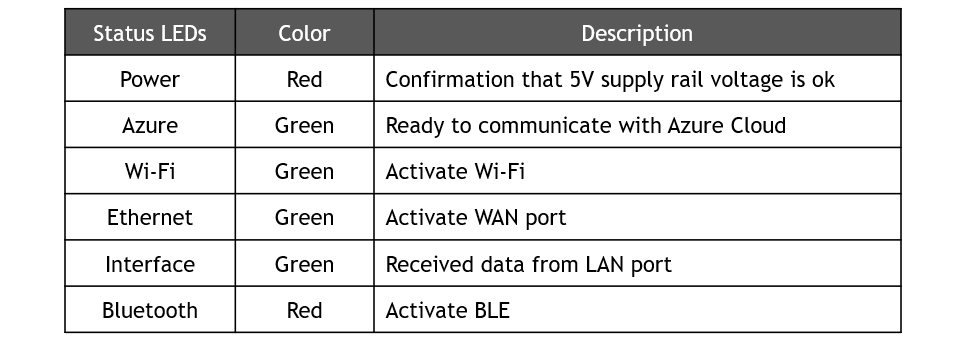 Status LEDs Color Description
Power Red Confirmation that 5V supply rail voltage is ok
Azure Green Ready to communicate with Azure Cloud
Wi-Fi Green Activate Wi-Fi
Ethernet Green Activate WAN port
Interface Green Received data from LAN port
Bluetooth Red Activate BLE